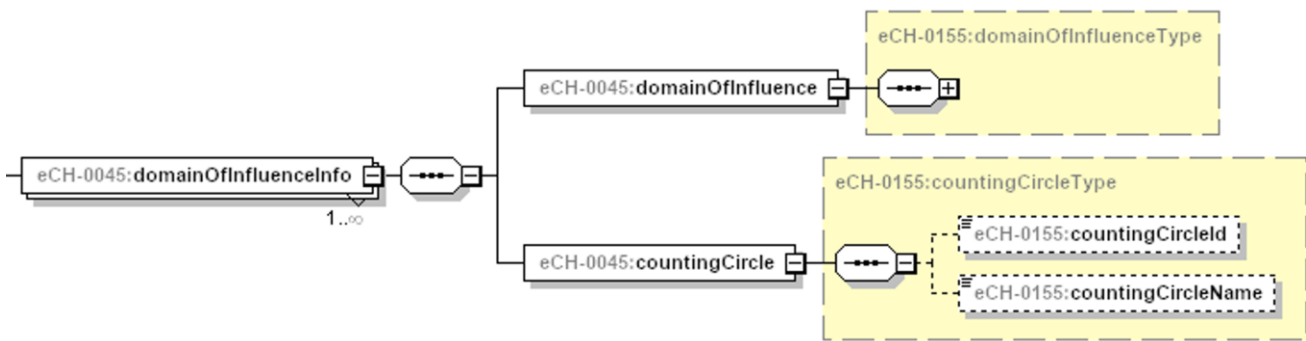 eCH-0155:domainOfInfluenceType
eCH-0045:domainOfInfluence
eCH-0045:domainOfInfluenceInfo
1..∞
eCH-0155:countingCircleType
eCH-0155:countingCircleId
eCH-0045:countingCircle
eCH-0155:countingCircleName